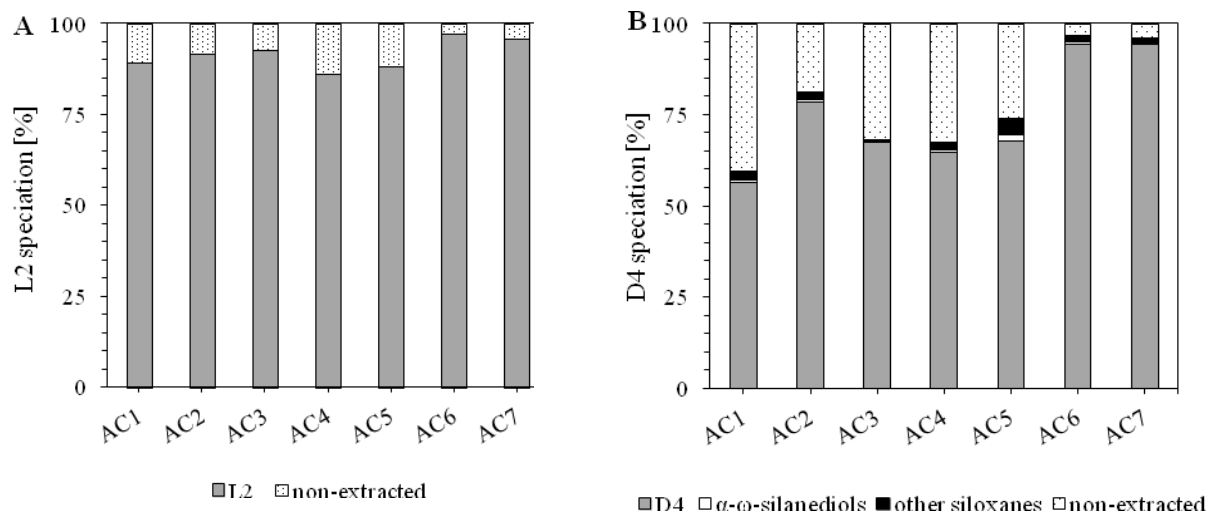 A
L2 speciation [%]
100
75
50
25
0
AC1 AC2 AC3 AC4 AC5 AC6 AC7
L2 non-extracted
B
D4 speciation [%]
100
75
50
25
0
AC1 AC2 AC3 AC4 AC5 AC6 AC7
D4 α-ω-silanediols other siloxanes non-extracted